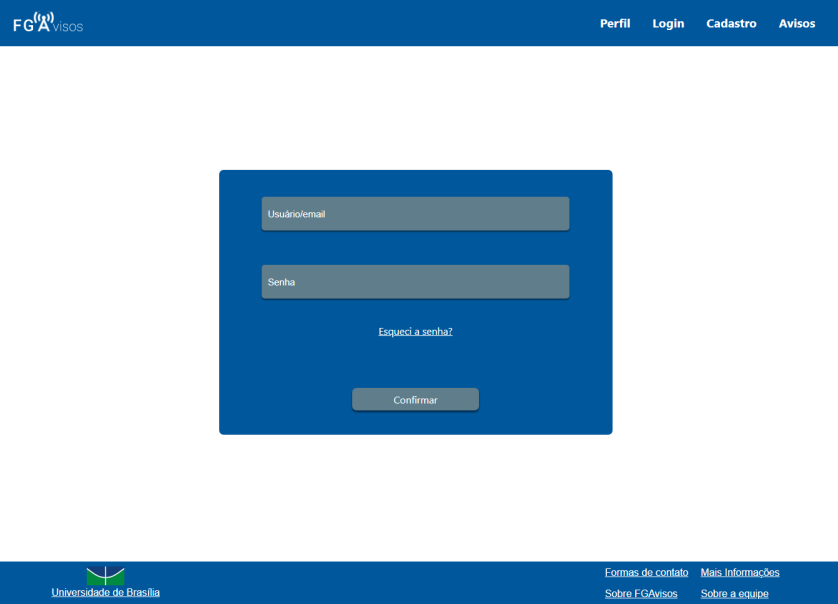 FGAvisos
Perfil Login Cadastro Avisos
Usuário/email
Senha
Esqueci a senha?
Confirmar
Universidade de Brasília
Formas de contato Mais Informações
Sobre FGAvisos Sobre a equipe